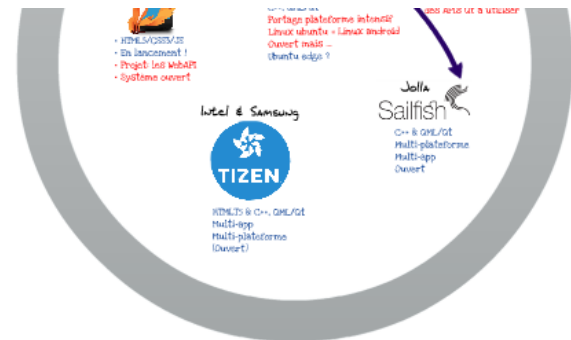 • HTML5/CSS3/JS
• En lancement !
• Projet: les WebAPI
• Système ouvert
Partage plateforme intensif
Linux ubuntu > Linux android
Ouvert mais ...
Ubuntu edge ?
à utiliser
Jolla
Sailfish
C++ & QML/Qt
Multi-plateforme
Multi-app
Ouvert
Intel & Samsung
TIZEN
HTML5 & C++, QML/Qt
Multi-app
Multi-plateforme
(Ouvert)